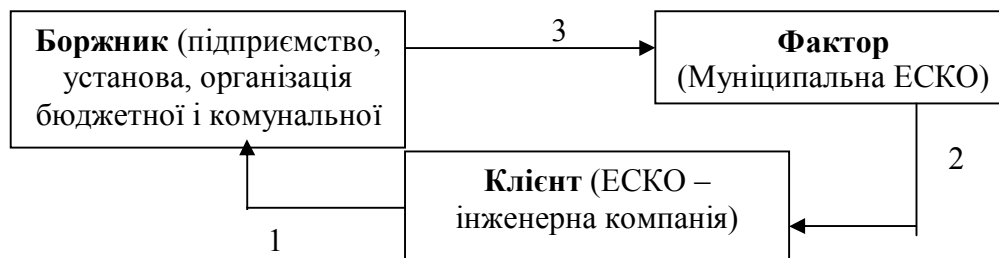 Боржник (підприємство,
установа, організація
бюджетної і комунальної
3
Фактор
(Муніципальна ЕСКО)
2
Клієнт (ЕСКО –
інженерна компанія)
1